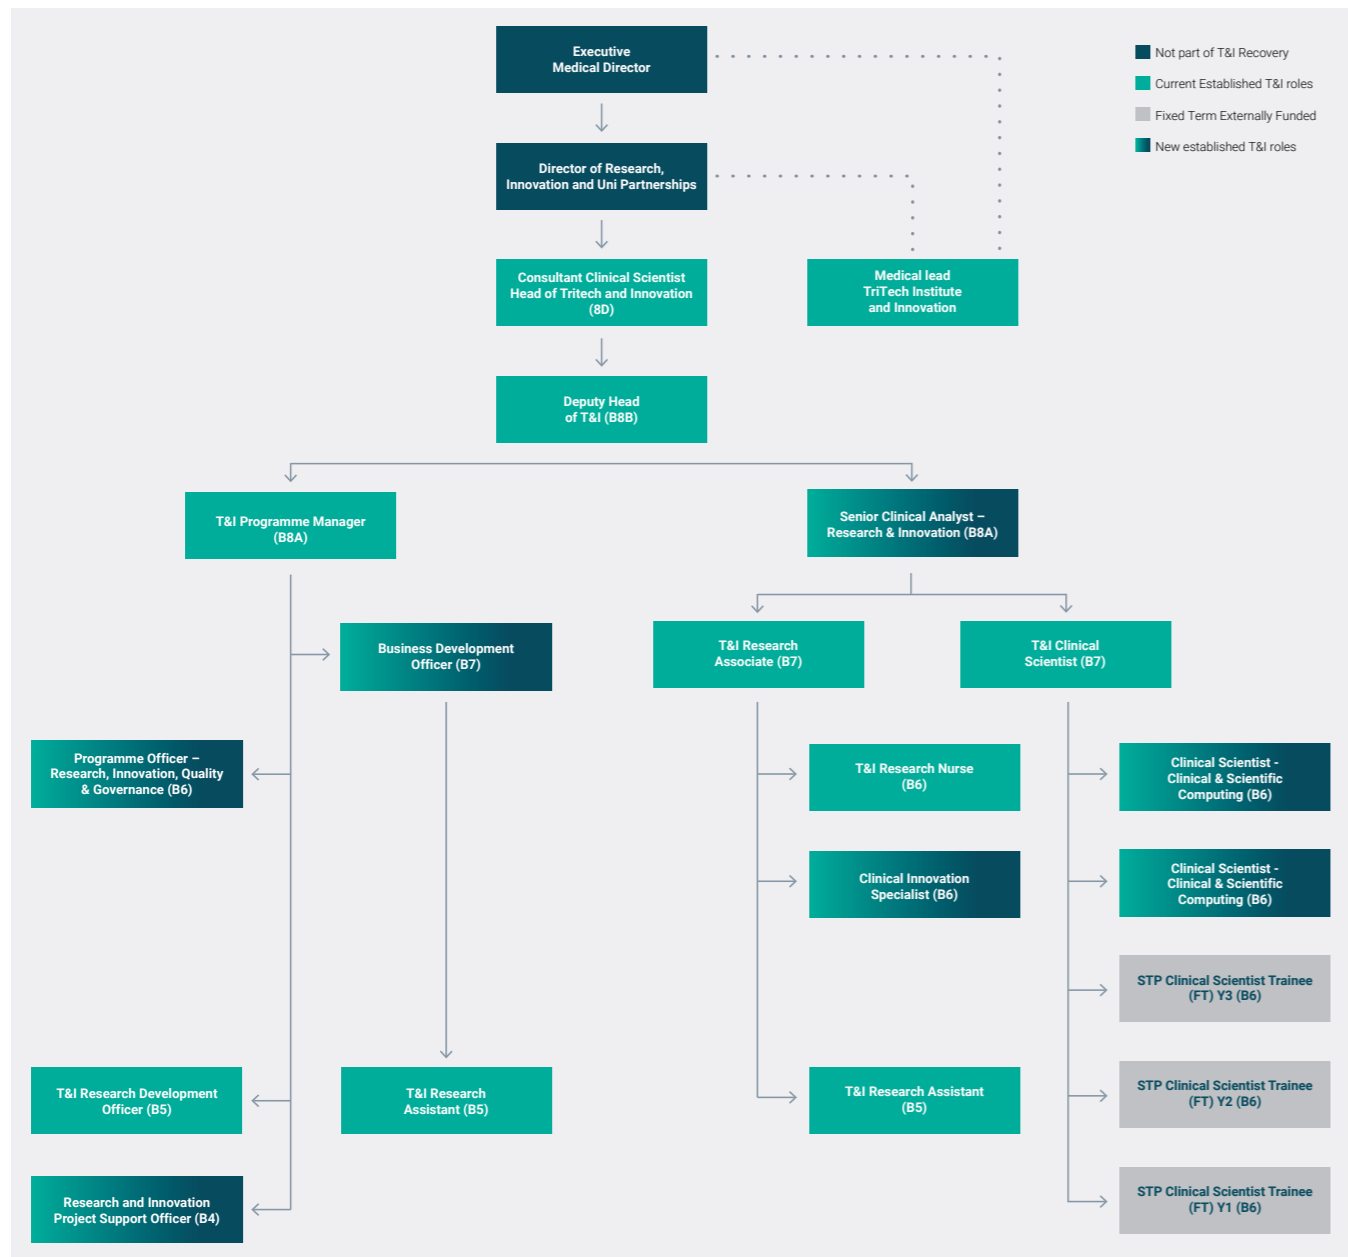 Executive
Medical Director
Not part of T&I Recovery
Current Established T&I roles
Fixed Term Externally Funded
New established T&I roles
Director of Research,
Innovation and Uni Partnerships
Consultant Clinical Scientist
Head of Tritech and Innovation
(8D)
Medical lead
TriTech Institute
and Innovation
Deputy Head
of T&I (B8B)
T&I Programme Manager
(B8A)
Senior Clinical Analyst –
Research & Innovation (B8A)
Business Development
Officer (B7)
T&I Research
Associate (B7)
T&I Clinical
Scientist (B7)
Programme Officer –
Research, Innovation, Quality
& Governance (B6)
T&I Research Nurse
(B6)
Clinical Scientist -
Clinical & Scientific
Computing (B6)
Clinical Innovation
Specialist (B6)
Clinical Scientist -
Clinical & Scientific
Computing (B6)
STP Clinical Scientist Trainee
(FT) Y3 (B6)
T&I Research Development
Officer (B5)
T&I Research
Assistant (B5)
T&I Research Assistant
(B5)
STP Clinical Scientist Trainee
(FT) Y2 (B6)
Research and Innovation
Project Support Officer (B4)
STP Clinical Scientist Trainee
(FT) Y1 (B6)